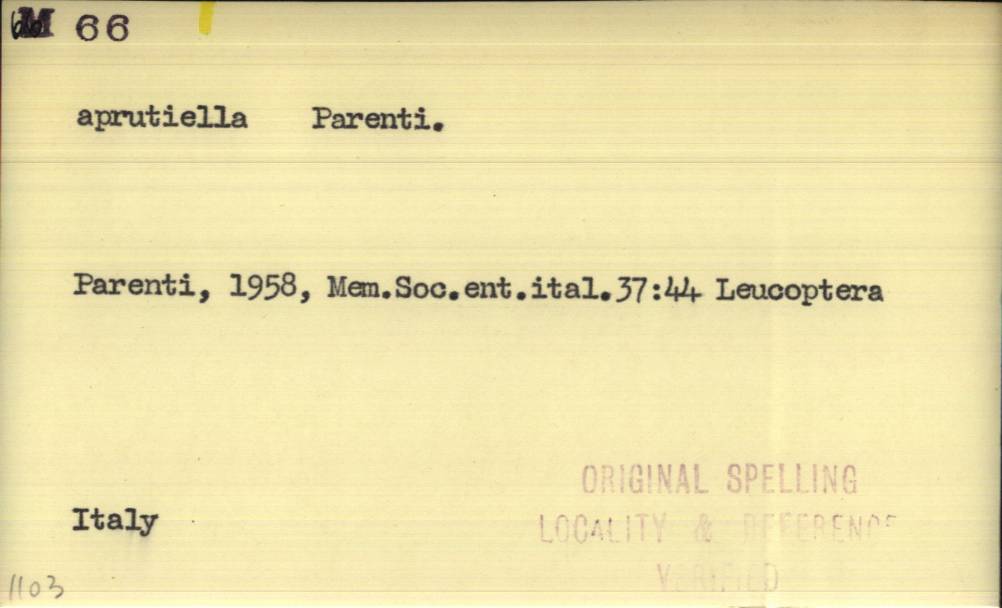 M 66
aprutiella Parenti.
Parenti, 1958, Mem.Soc.ent.ital.37:44 Leucoptera
Italy
ORIGINAL SPELLING
LOCALITY & REFERENCE
VERIFIED
1103